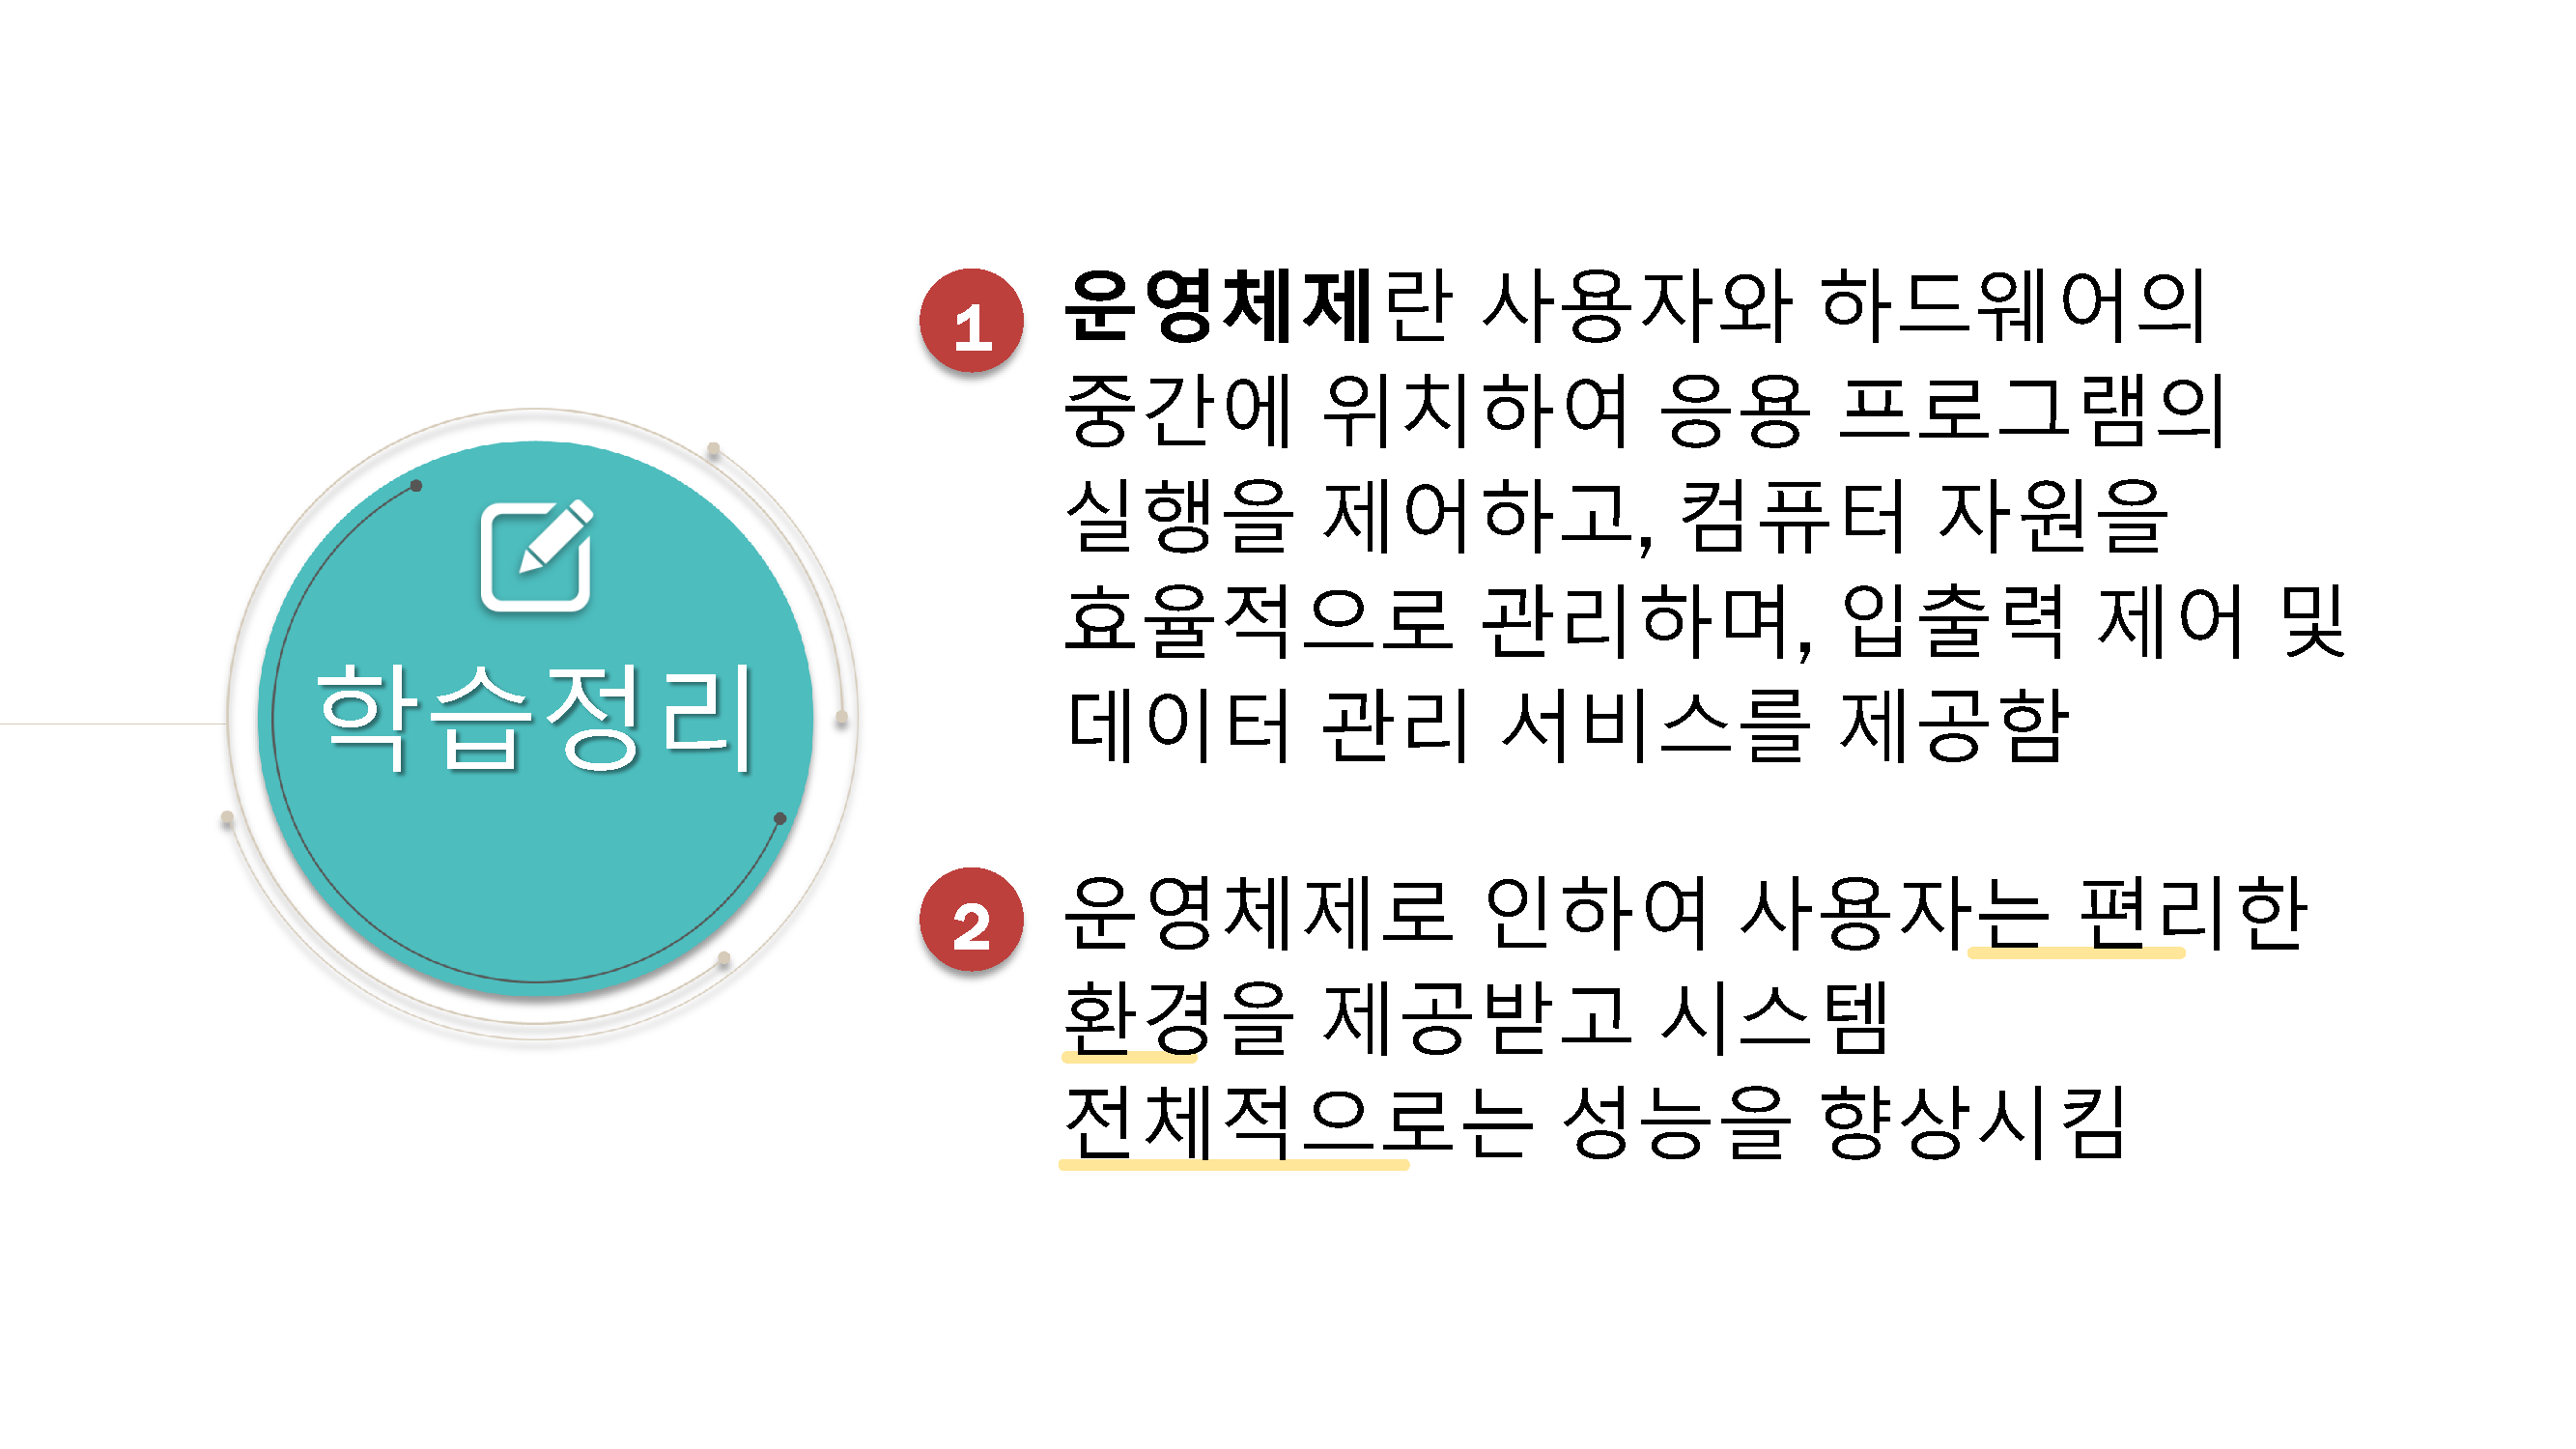 학습정리
1
운영체제란 사용자와 하드웨어의
중간에 위치하여 응용 프로그램의
실행을 제어하고, 컴퓨터 자원을
효율적으로 관리하며, 입출력 제어 및
데이터 관리 서비스를 제공함
2
운영체제로 인하여 사용자는 편리한
환경을 제공받고 시스템
전체적으로는 성능을 향상시킴